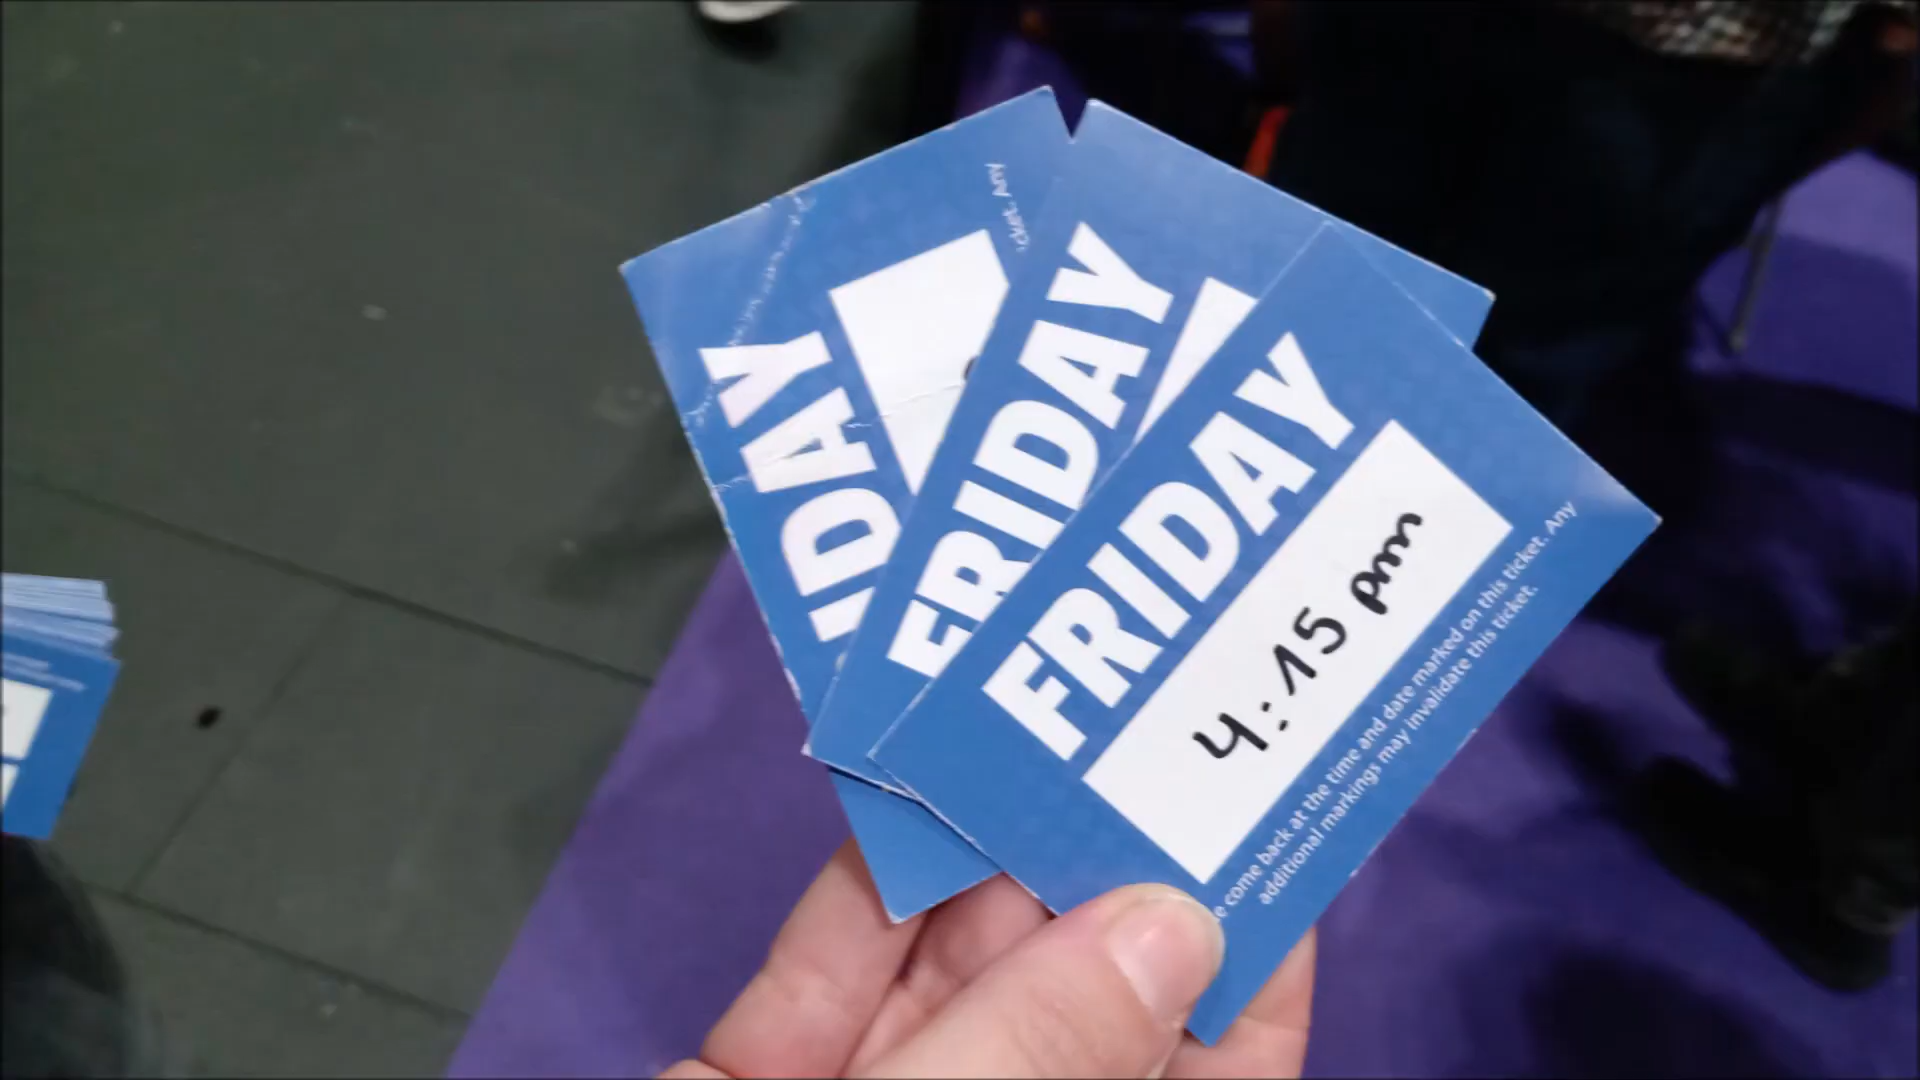 IDAY
cket. Any
FRIDAY
FRIDAY
4:15 pm
come back at the time and date marked on this ticket. Any
additional markings may invalidate this ticket.